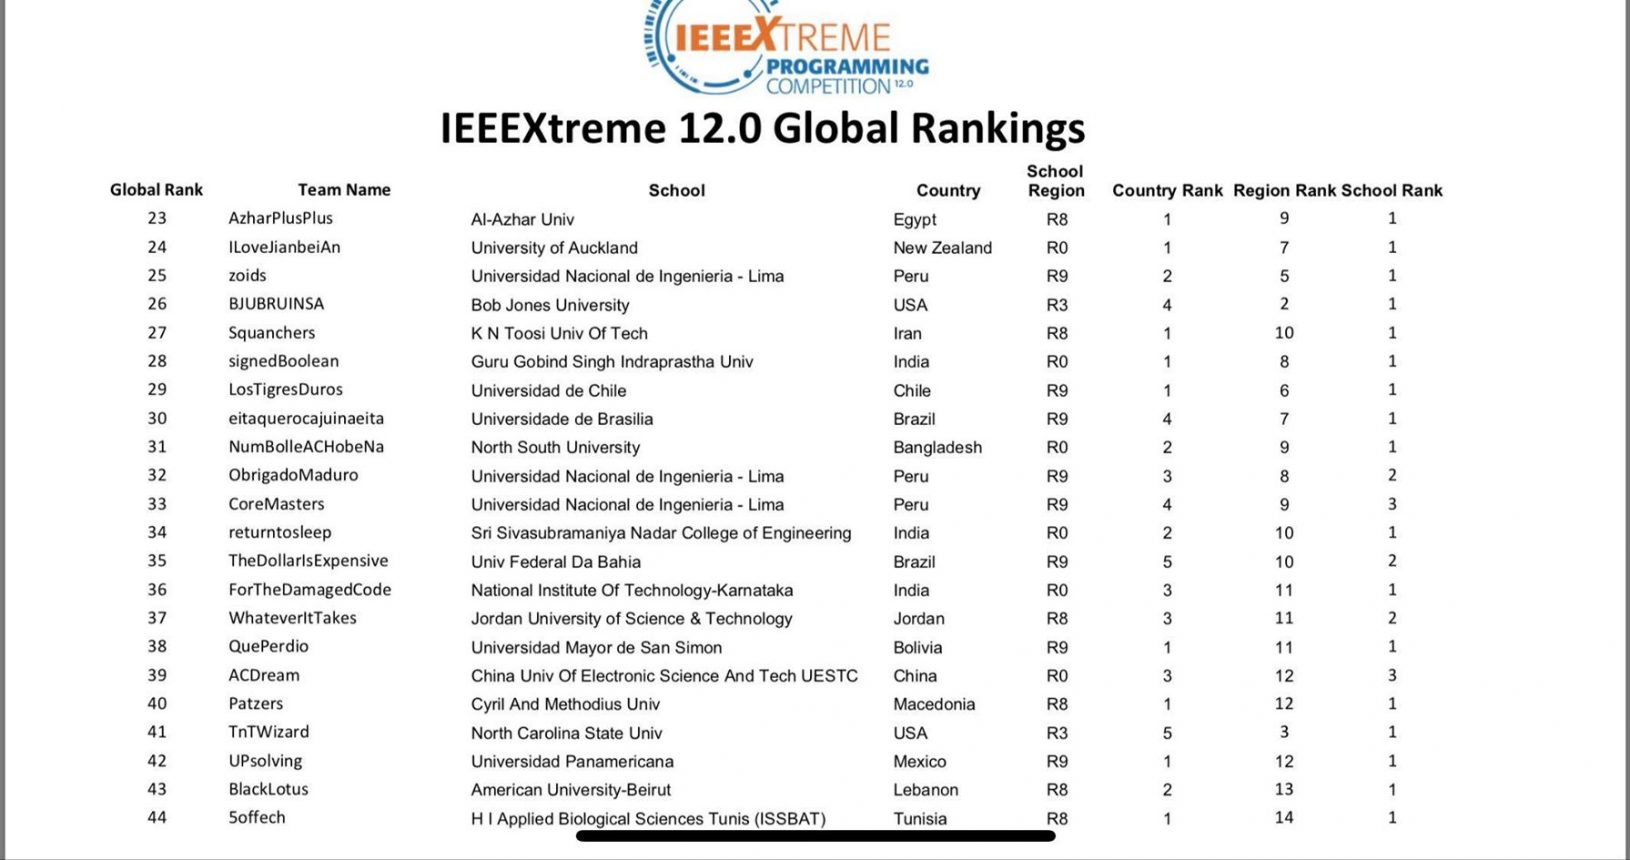 IEEEXTREME
PROGRAMMING
COMPETITION 12.0
IEEEXtreme 12.0 Global Rankings
Global Rank Team Name School Country School Region Country Rank Region Rank School Rank
23 AzharPlusPlus Al-Azhar Univ Egypt R8 1 9 1
24 ILoveJianbeiAn University of Auckland New Zealand R0 1 7 1
25 zoids Universidad Nacional de Ingenieria - Lima Peru R9 2 5 1
26 BJUBRUINSA Bob Jones University USA R3 4 2 1
27 Squanchers K N Toosi Univ Of Tech Iran R8 1 10 1
28 signedBoolean Guru Gobind Singh Indraprastha Univ India R0 1 8 1
29 LosTigresDuros Universidad de Chile Chile R9 1 6 1
30 eitaquerocajuinaeita Universidade de Brasilia Brazil R9 4 7 1
31 NumBolleACHobeNa North South University Bangladesh R0 2 9 1
32 ObrigadoMaduro Universidad Nacional de Ingenieria - Lima Peru R9 3 8 2
33 CoreMasters Universidad Nacional de Ingenieria - Lima Peru R9 4 9 3
34 returntosleep Sri Sivasubramaniya Nadar College of Engineering India R0 2 10 1
35 TheDollarIsExpensive Univ Federal Da Bahia Brazil R9 5 10 2
36 ForTheDamagedCode National Institute Of Technology-Karnataka India R0 3 11 1
37 WhateverItTakes Jordan University of Science & Technology Jordan R8 3 11 2
38 QuePerdio Universidad Mayor de San Simon Bolivia R9 1 11 1
39 ACDream China Univ Of Electronic Science And Tech UESTC China R0 3 12 3
40 Patzers Cyril And Methodius Univ Macedonia R8 1 12 1
41 TnTWizard North Carolina State Univ USA R3 5 3 1
42 UPsolving Universidad Panamericana Mexico R9 1 12 1
43 BlackLotus American University-Beirut Lebanon R8 2 13 1
44 5offech H I Applied Biological Sciences Tunis (ISSBAT) Tunisia R8 1 14 1